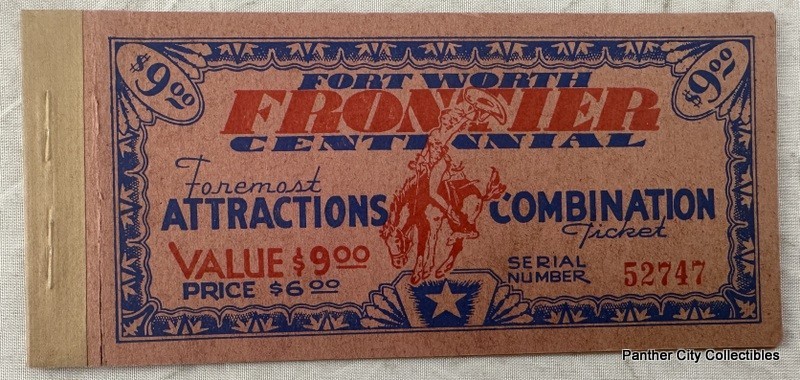 $9.00 $9.00
FORT WORTH
FRONTIER
CENTENNIAL
Foremost
ATTRACTIONS COMBINATION
Ticket
VALUE $9.00
PRICE $6.00
SERIAL
NUMBER 52747
Panther City Collectibles